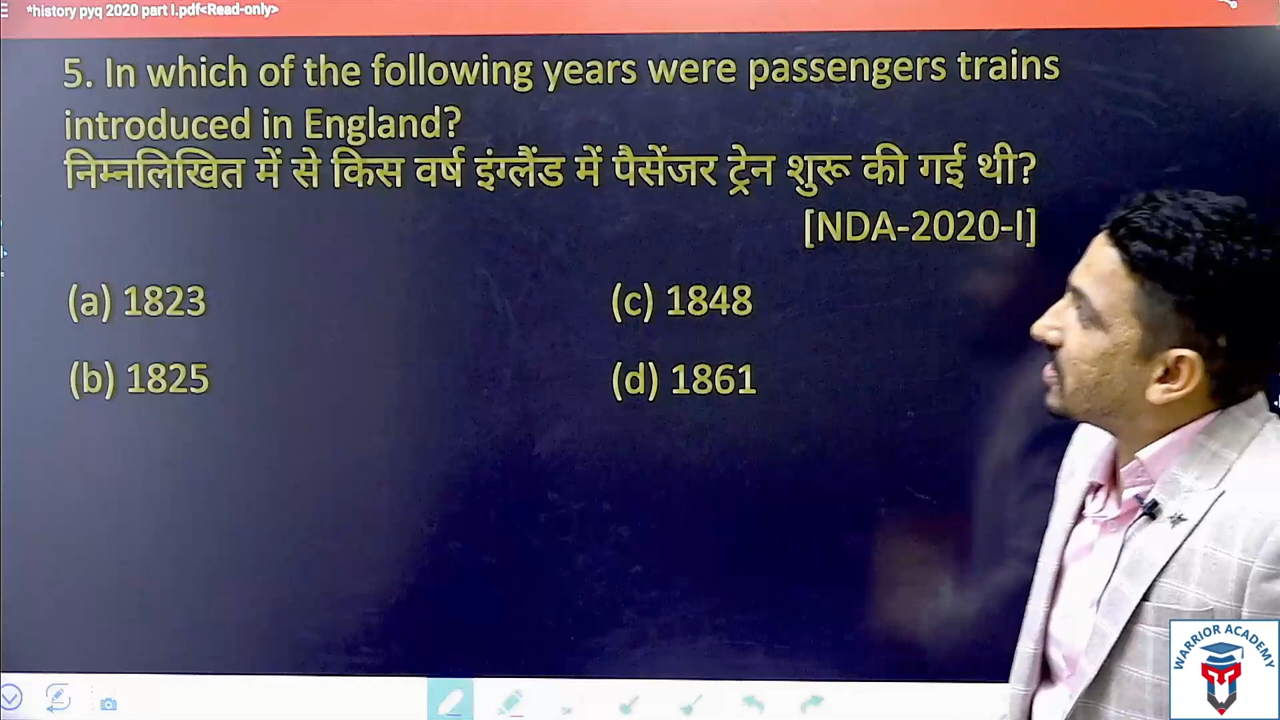 *history pyq 2020 part I.pdf<Read-only>
5. In which of the following years were passengers trains
introduced in England?
निम्नलिखित में से किस वर्ष इंग्लैंड में पैसेंजर ट्रेन शुरू की गई थी?
[NDA-2020-I]
(a) 1823
(c) 1848
(b) 1825
(d) 1861
WARRIOR ACADEMY